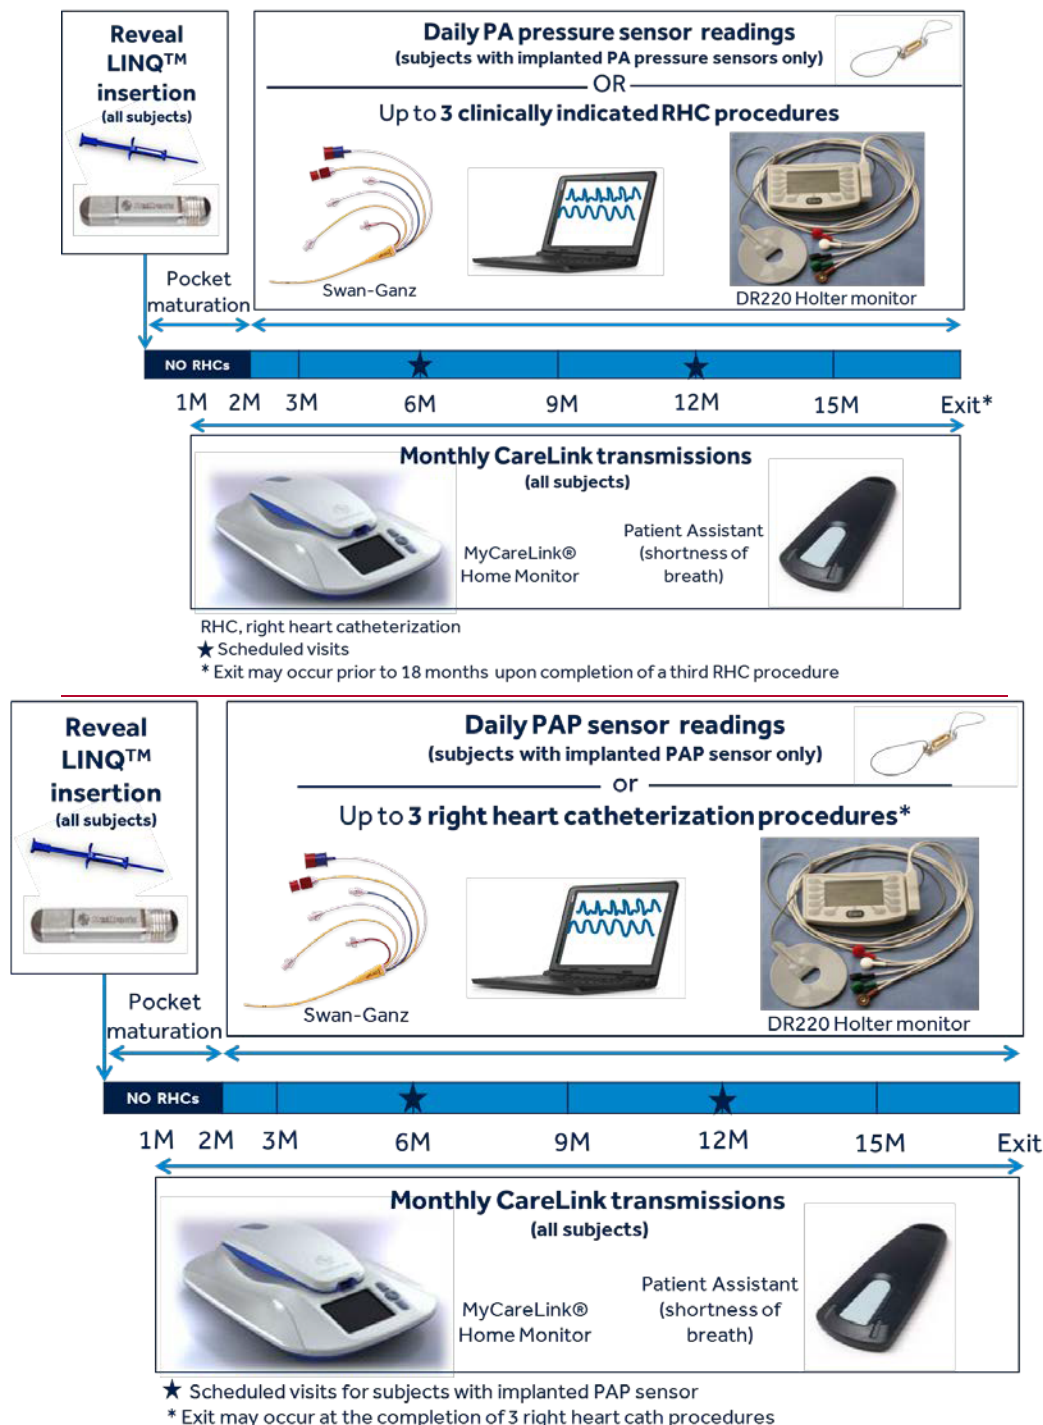 Reveal
LINQ™
insertion
(all subjects)
Daily PA pressure sensor readings
(subjects with implanted PA pressure sensors only)
OR
Up to 3 clinically indicated RHC procedures
Swan-Ganz
DR220 Holter monitor
Pocket
maturation
NO RHCs
1M 2M 3M 6M 9M 12M 15M Exit*
Monthly CareLink transmissions
(all subjects)
MyCareLink®
Home Monitor
Patient Assistant
(shortness of
breath)
RHC, right heart catheterization
★ Scheduled visits
* Exit may occur prior to 18 months upon completion of a third RHC procedure
Reveal
LINQ™
insertion
(all subjects)
Daily PAP sensor readings
(subjects with implanted PAP sensor only)
or
Up to 3 right heart catheterization procedures*
Swan-Ganz
DR220 Holter monitor
Pocket
maturation
NO RHCs
1M 2M 3M 6M 9M 12M 15M Exit
Monthly CareLink transmissions
(all subjects)
MyCareLink®
Home Monitor
Patient Assistant
(shortness of
breath)
★ Scheduled visits for subjects with implanted PAP sensor
* Exit may occur at the completion of 3 right heart cath procedures